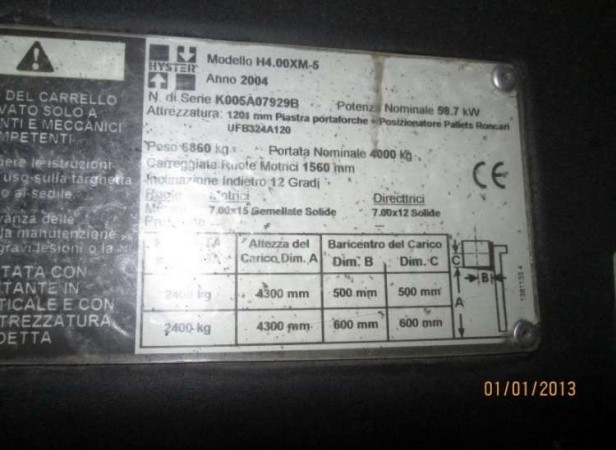 DEL CARRELLO
VATO SOLO A
NTI E MECCANICI
MPETENTI
ere le istruzioni
uso sulla targhetta
o al sedile
vanza delle
la manutenzione
gravi lesioni o la
TATA CON
TANTE IN
TICALE E CON
TREZZATURA
DETTA
HYSTER
Modello H4.00XM-5
Anno 2004
N. di Serie K005A07929B Potenza Nominale 58.7 kW
Attrezzatura: 1201 mm Piastra portaforche - Posizionatore Pallets Roncari
UFB324A120
Peso 6860 kg Portata Nominale 4000 kg
Carreggiata Ruote Motrici 1560 mm
Inclinazione Indietro 12 Gradi
Ruote Motrici Direttrici
7.00x15 Gemellate Solide 7.00x12 Solide
CE
Altezza del Baricentro del Carico
Carico, Dim. A Dim. B Dim. C
2400 kg 4300 mm 500 mm 500 mm
2400 kg 4300 mm 600 mm 600 mm
C
B
A
01/01/2013